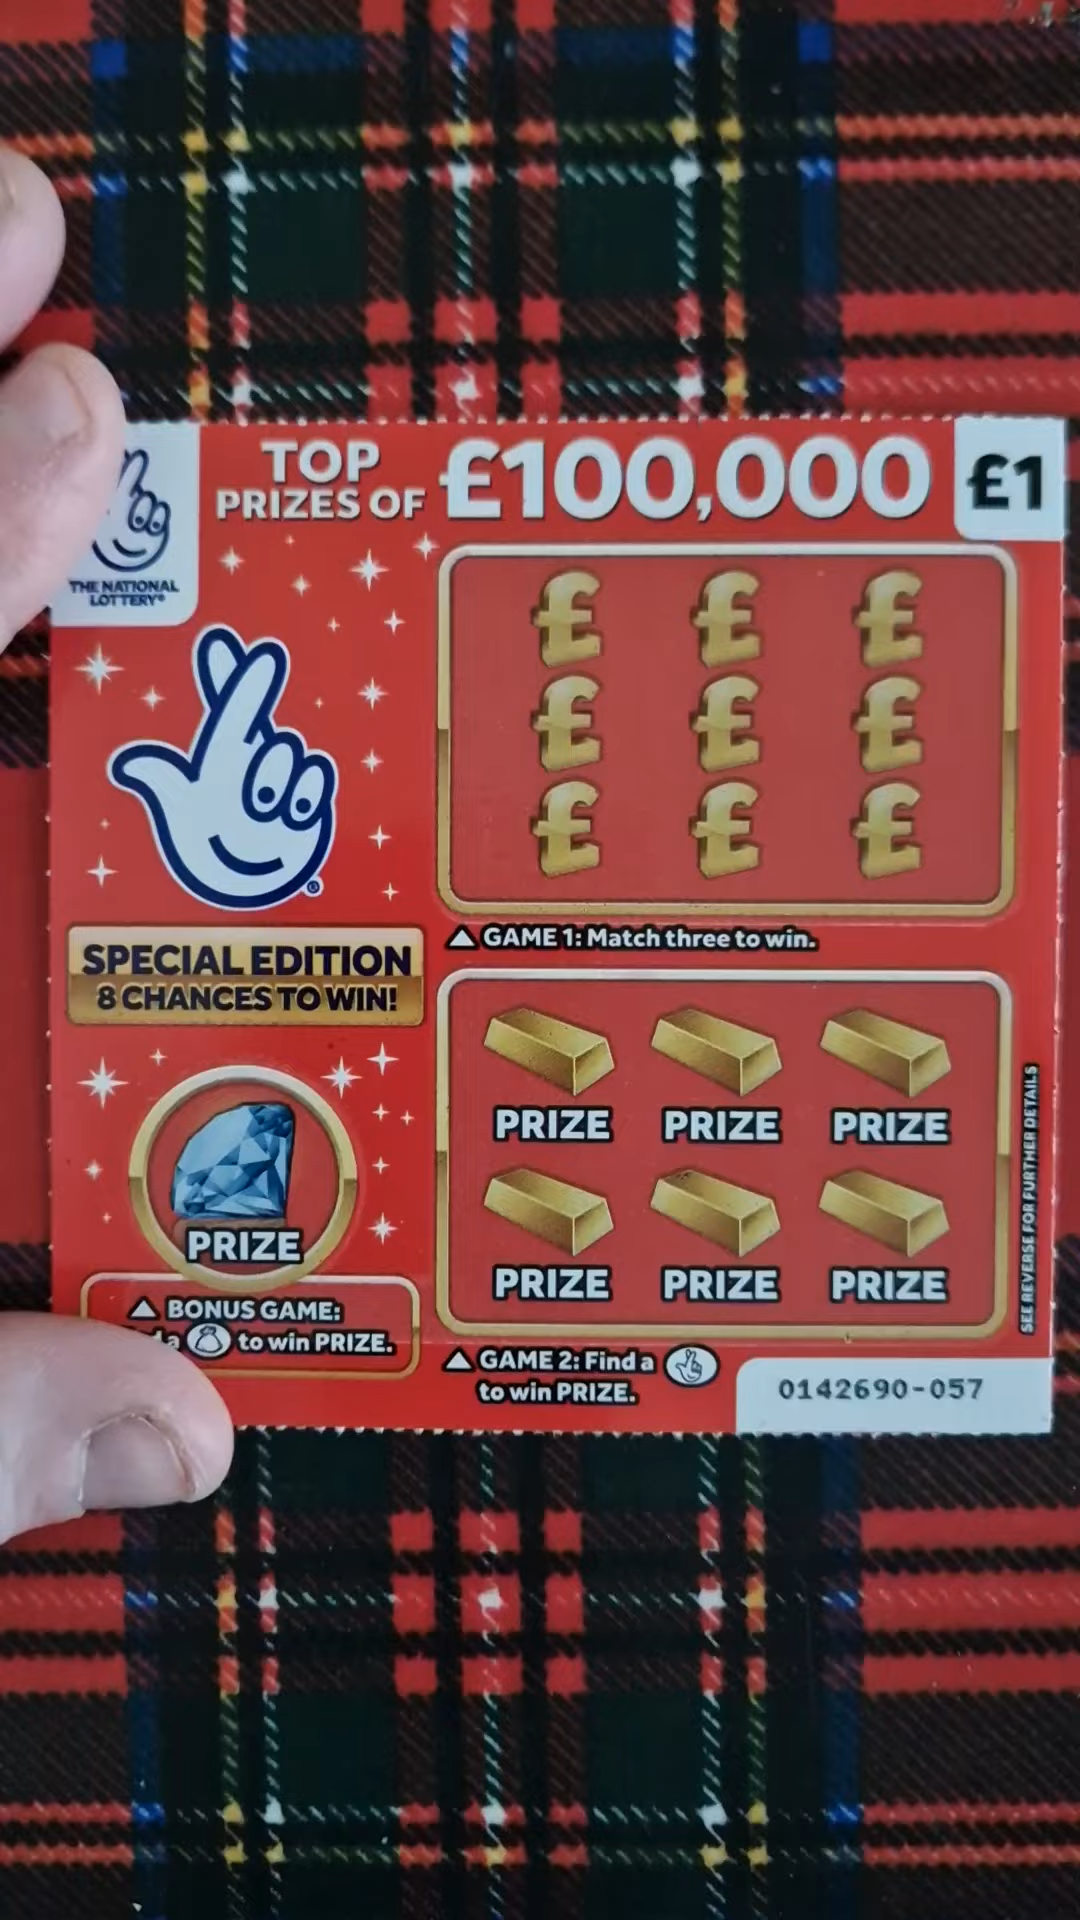 TOP
PRIZES OF £100,000
£1
THE NATIONAL
LOTTERY®
£ £ £
£ £ £
£ £ £
®
▲ GAME 1: Match three to win.
SPECIAL EDITION
8 CHANCES TO WIN!
PRIZE PRIZE PRIZE
PRIZE PRIZE PRIZE
PRIZE
▲ BONUS GAME:
a to win PRIZE.
▲ GAME 2: Find a
to win PRIZE.
SEE REVERSE FOR FURTHER DETAILS
0142690-057